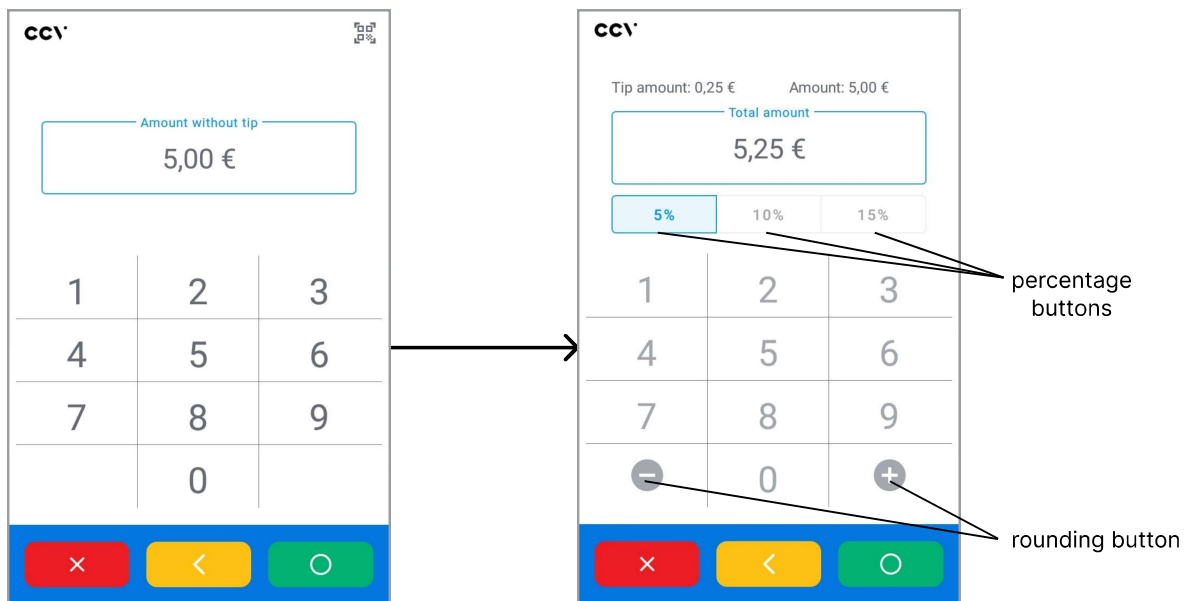 ccv
Amount without tip
5,00 €
1 2 3
4 5 6
7 8 9
0
ccv
Tip amount: 0,25 € Amount: 5,00 €
Total amount
5,25 €
5% 10% 15%
1 2 3
4 5 6
7 8 9
0
percentage
buttons
rounding button